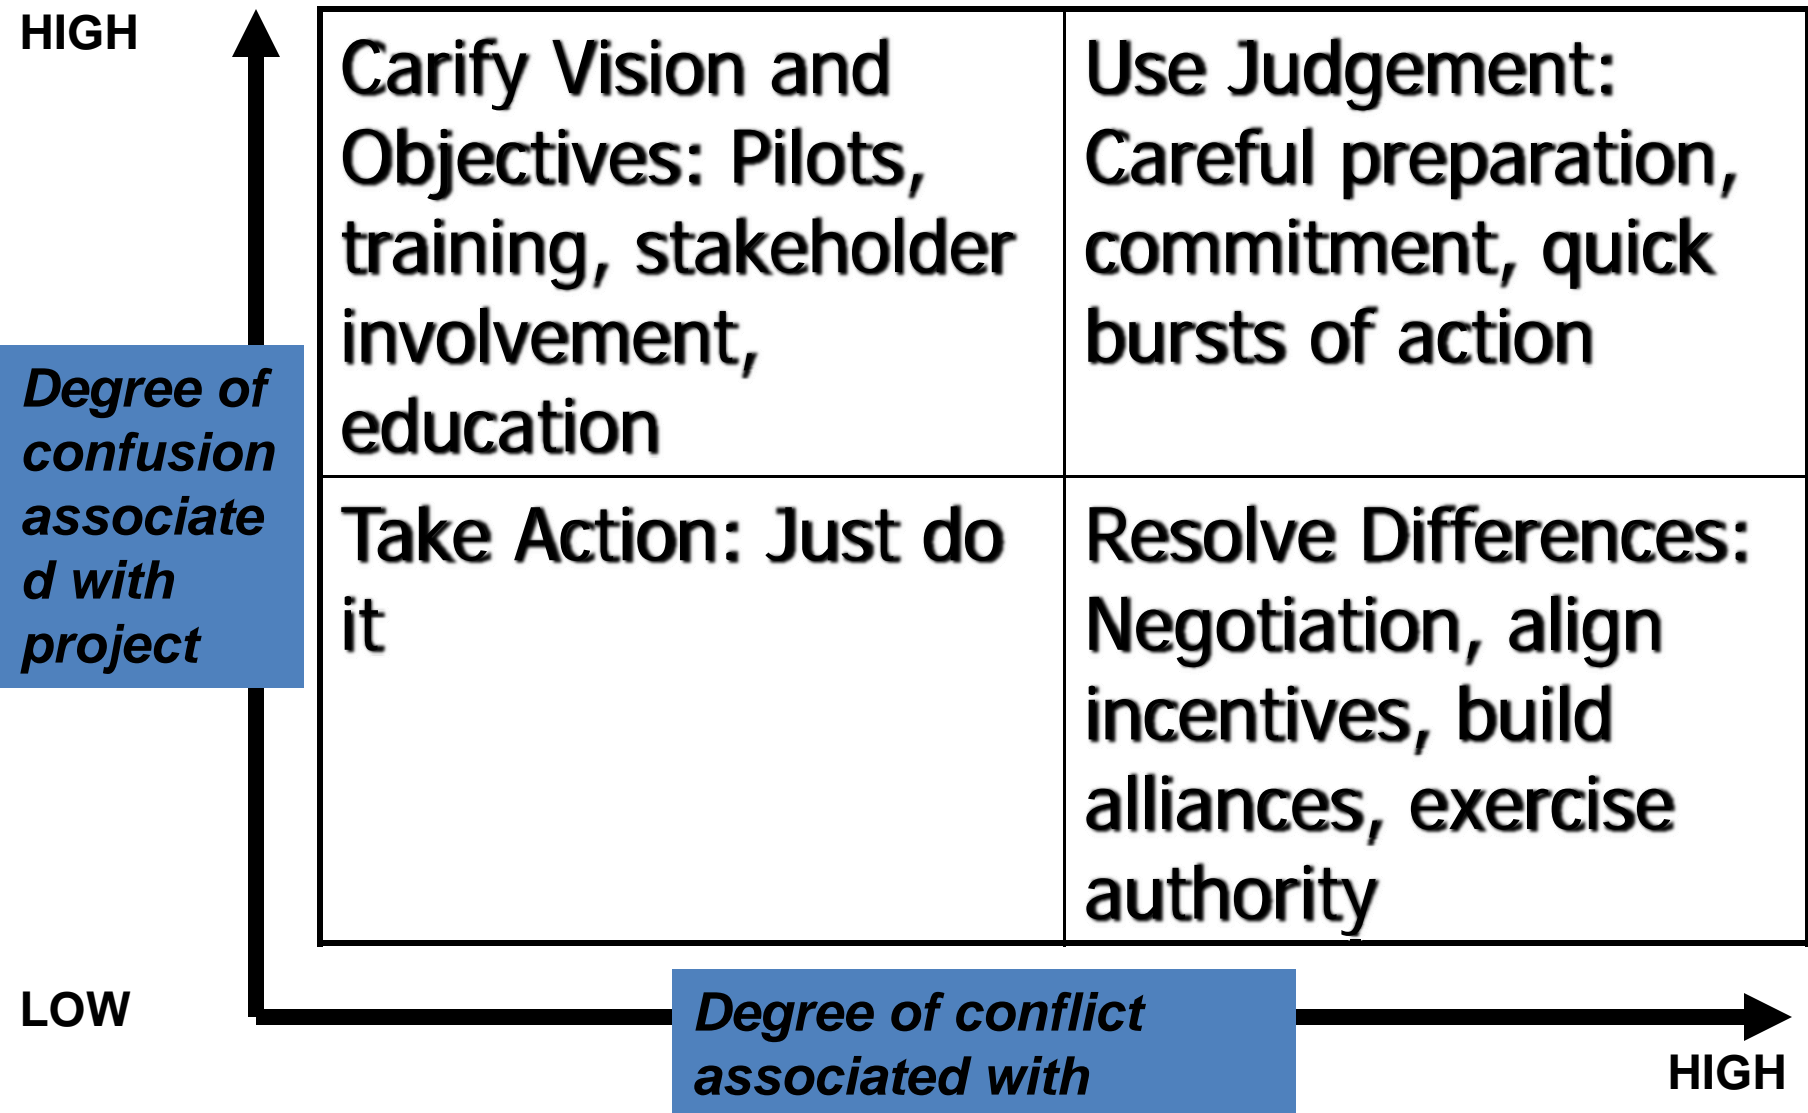 HIGH
Carify Vision and
Objectives: Pilots,
training, stakeholder
involvement,
education
Use Judgement:
Careful preparation,
commitment, quick
bursts of action
Degree of
confusion
associate
d with
project
Take Action: Just do
it
Resolve Differences:
Negotiation, align
incentives, build
alliances, exercise
authority
LOW
Degree of conflict
associated with
HIGH